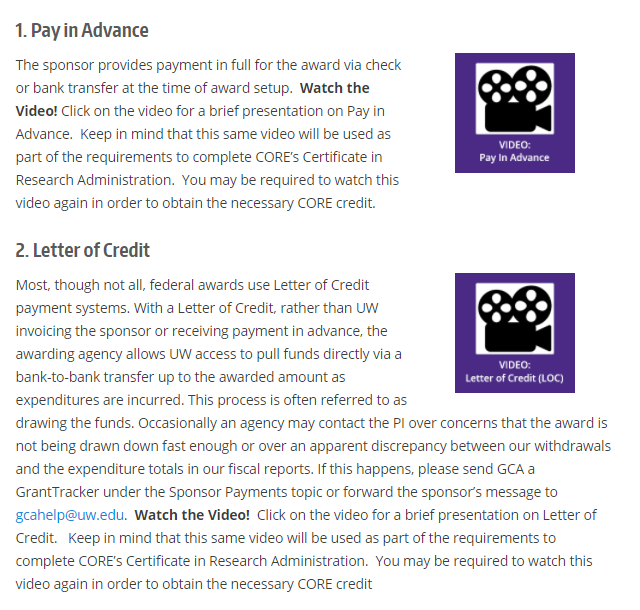 1. Pay in Advance
The sponsor provides payment in full for the award via check
or bank transfer at the time of award setup.  Watch the
Video! Click on the video for a brief presentation on Pay in
Advance.  Keep in mind that this same video will be used as
part of the requirements to complete CORE’s Certificate in
Research Administration.  You may be required to watch this
video again in order to obtain the necessary CORE credit.
VIDEO:
Pay In Advance
2. Letter of Credit
Most, though not all, federal awards use Letter of Credit
payment systems. With a Letter of Credit, rather than UW
invoicing the sponsor or receiving payment in advance, the
awarding agency allows UW access to pull funds directly via a
bank-to-bank transfer up to the awarded amount as
expenditures are incurred. This process is often referred to as
drawing the funds. Occasionally an agency may contact the PI over concerns that the award is
not being drawn down fast enough or over an apparent discrepancy between our withdrawals
and the expenditure totals in our fiscal reports. If this happens, please send GCA a
GrantTracker under the Sponsor Payments topic or forward the sponsor’s message to
gcahelp@uw.edu.  Watch the Video!  Click on the video for a brief presentation on Letter of
Credit.   Keep in mind that this same video will be used as part of the requirements to
complete CORE’s Certificate in Research Administration.  You may be required to watch this
video again in order to obtain the necessary CORE credit
VIDEO:
Letter of Credit (LOC)